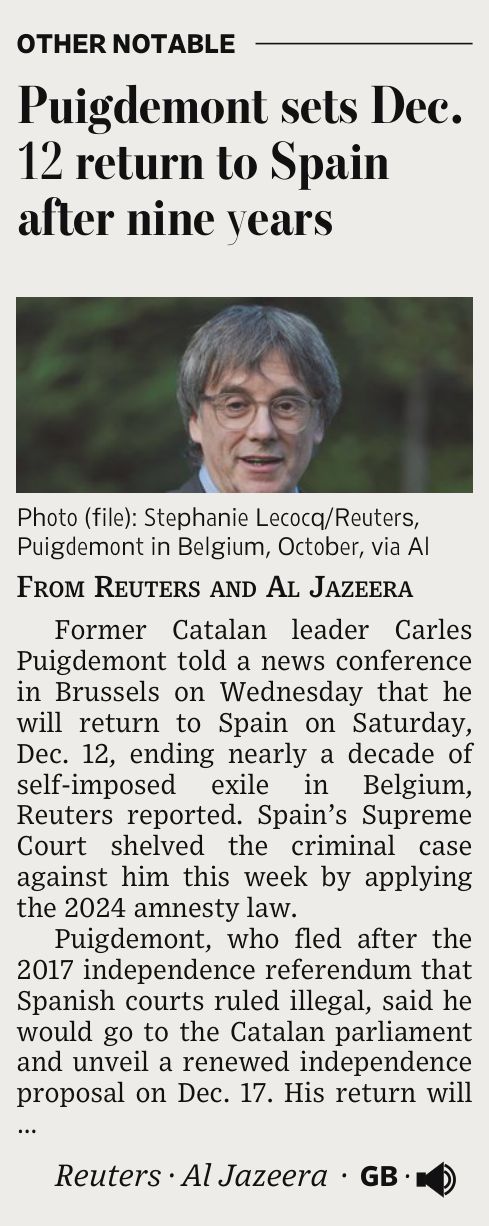 OTHER NOTABLE
Puigdemont sets Dec.
12 return to Spain
after nine years
Photo (file): Stephanie Lecocq/Reuters,
Puigdemont in Belgium, October, via Al
FROM REUTERS AND AL JAZEERA
Former Catalan leader Carles
Puigdemont told a news conference
in Brussels on Wednesday that he
will return to Spain on Saturday,
Dec. 12, ending nearly a decade of
self-imposed exile in Belgium,
Reuters reported. Spain’s Supreme
Court shelved the criminal case
against him this week by applying
the 2024 amnesty law.
Puigdemont, who fled after the
2017 independence referendum that
Spanish courts ruled illegal, said he
would go to the Catalan parliament
and unveil a renewed independence
proposal on Dec. 17. His return will
...
Reuters · Al Jazeera · GB ·